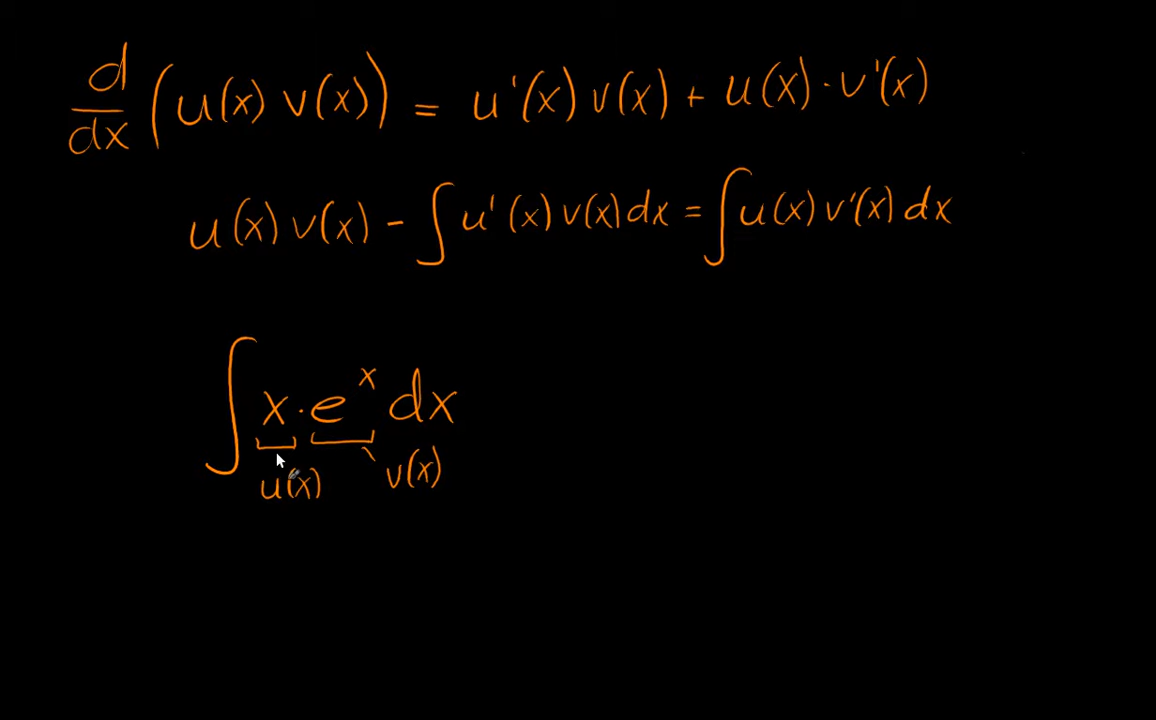 d/dx (u(x) v(x)) = u'(x) v(x) + u(x) · v'(x)
u(x) v(x) - ∫ u'(x) v(x) dx = ∫ u(x) v'(x) dx
∫ x · e^x dx
u(x) v(x)